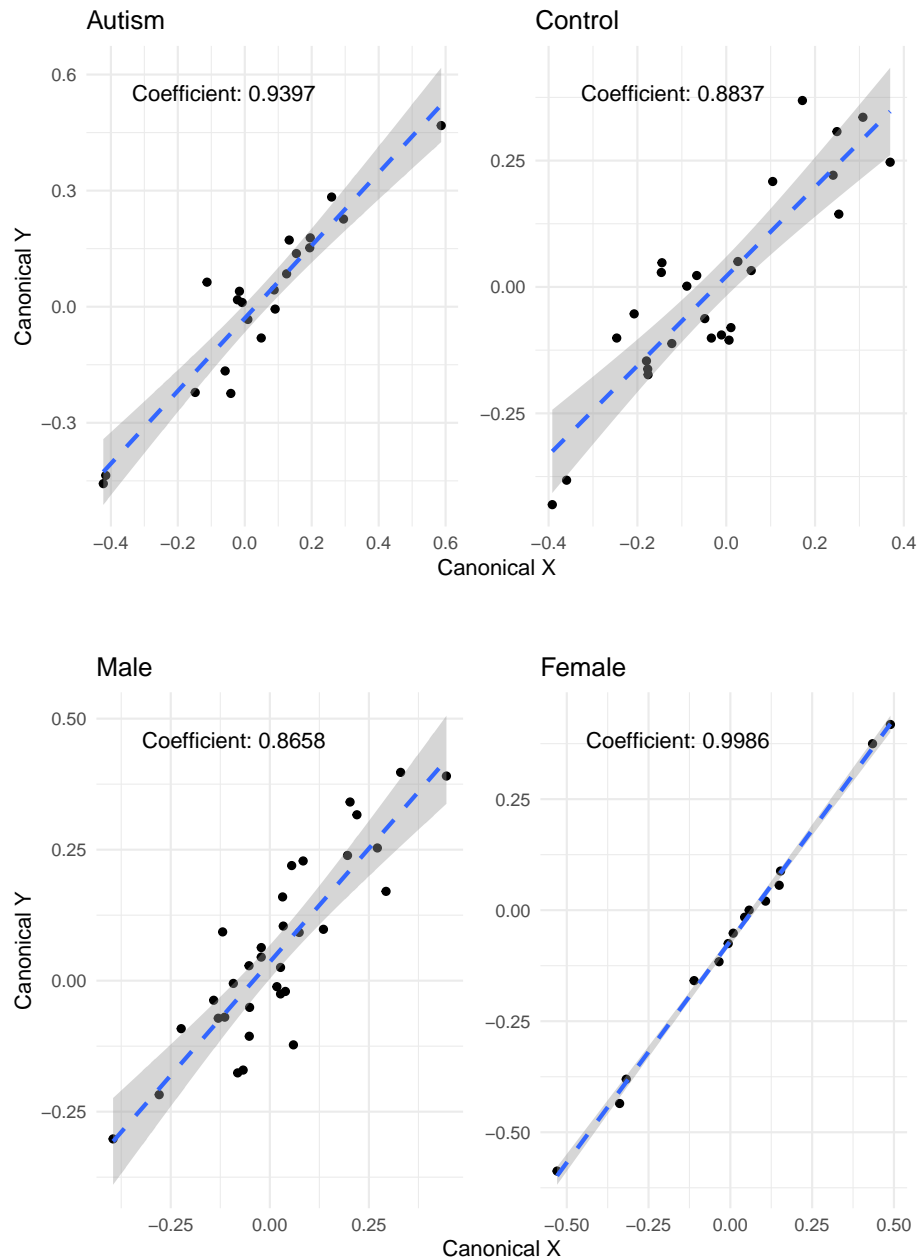 Autism
Control
Coefficient: 0.9397
Coefficient: 0.8837
0.6
0.3
0.0
−0.3
0.25
0.00
−0.25
Canonical Y
−0.4 −0.2 0.0 0.2 0.4 0.6
−0.4 −0.2 0.0 0.2 0.4
Canonical X
Male
Female
Coefficient: 0.8658
Coefficient: 0.9986
0.50
0.25
0.00
−0.25
0.25
0.00
−0.25
−0.50
Canonical Y
−0.25 0.00 0.25
−0.50 −0.25 0.00 0.25 0.50
Canonical X